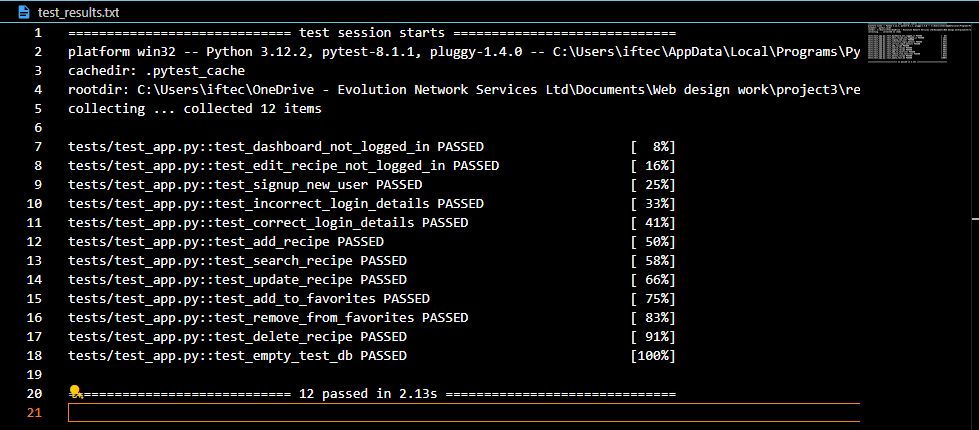 test_results.txt
1 ============================= test session starts =============================
2 platform win32 -- Python 3.12.2, pytest-8.1.1, pluggy-1.4.0 -- C:\Users\iftec\AppData\Local\Programs\Py
3 cachedir: .pytest_cache
4 rootdir: C:\Users\iftec\OneDrive - Evolution Network Services Ltd\Documents\Web design work\project3\re
5 collecting ... collected 12 items
6
7 tests/test_app.py::test_dashboard_not_logged_in PASSED [  8%]
8 tests/test_app.py::test_edit_recipe_not_logged_in PASSED [ 16%]
9 tests/test_app.py::test_signup_new_user PASSED [ 25%]
10 tests/test_app.py::test_incorrect_login_details PASSED [ 33%]
11 tests/test_app.py::test_correct_login_details PASSED [ 41%]
12 tests/test_app.py::test_add_recipe PASSED [ 50%]
13 tests/test_app.py::test_search_recipe PASSED [ 58%]
14 tests/test_app.py::test_update_recipe PASSED [ 66%]
15 tests/test_app.py::test_add_to_favorites PASSED [ 75%]
16 tests/test_app.py::test_remove_from_favorites PASSED [ 83%]
17 tests/test_app.py::test_delete_recipe PASSED [ 91%]
18 tests/test_app.py::test_empty_test_db PASSED [100%]
19
20 ============================= 12 passed in 2.13s ==============================
21